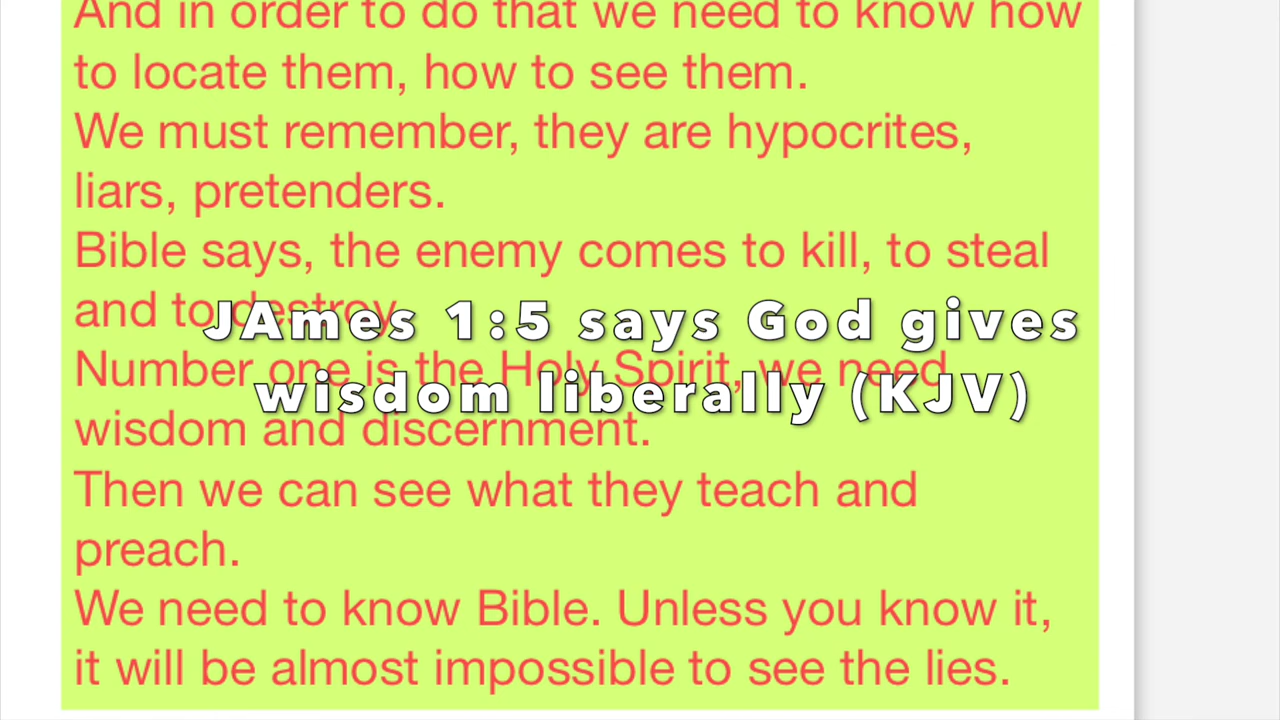 And in order to do that we need to know how
to locate them, how to see them.
We must remember, they are hypocrites,
liars, pretenders.
Bible says, the enemy comes to kill, to steal
and to destroy.
JAmes 1:5 says God gives
wisdom liberally (KJV)
Number one is the Holy Spirit, we need
wisdom and discernment.
Then we can see what they teach and
preach.
We need to know Bible. Unless you know it,
it will be almost impossible to see the lies.